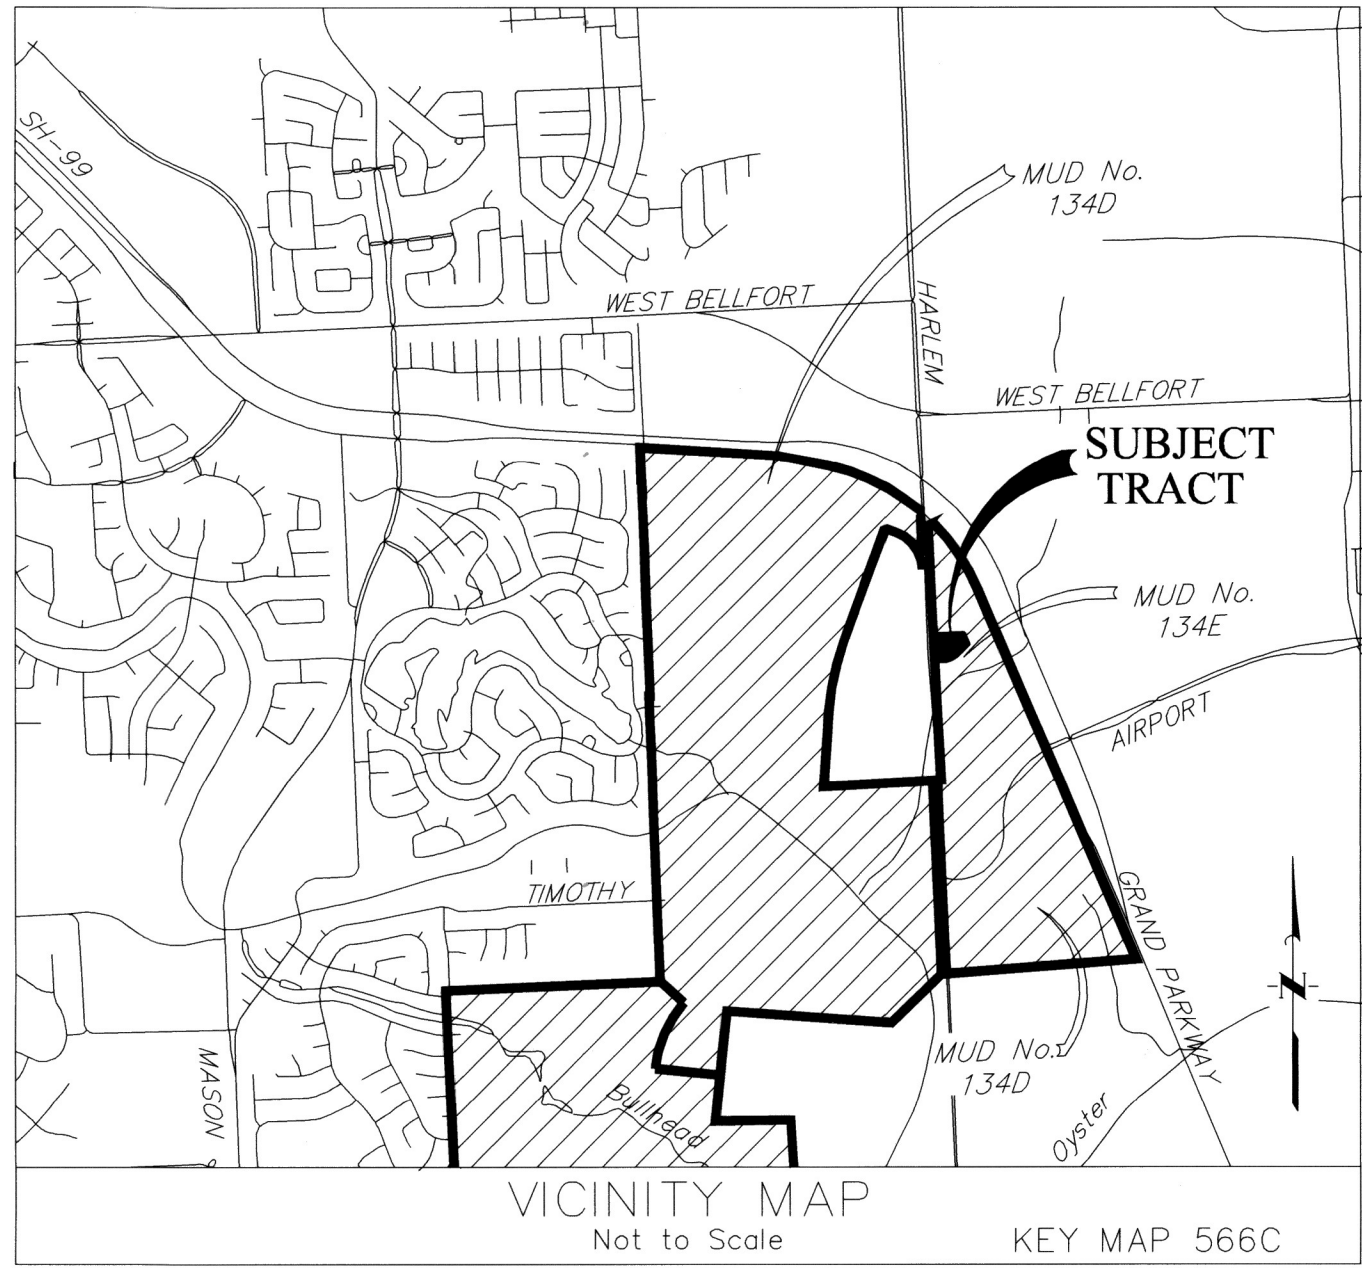 SH-99
MUD No.
134D
WEST BELLFORT
HARLEM
WEST BELLFORT
SUBJECT
TRACT
MUD No.
134E
AIRPORT
TIMOTHY
GRAND PARKWAY
N
MUD No.
134D
MASON
Bullhead
Oyster
VICINITY MAP
Not to Scale
KEY MAP 566C